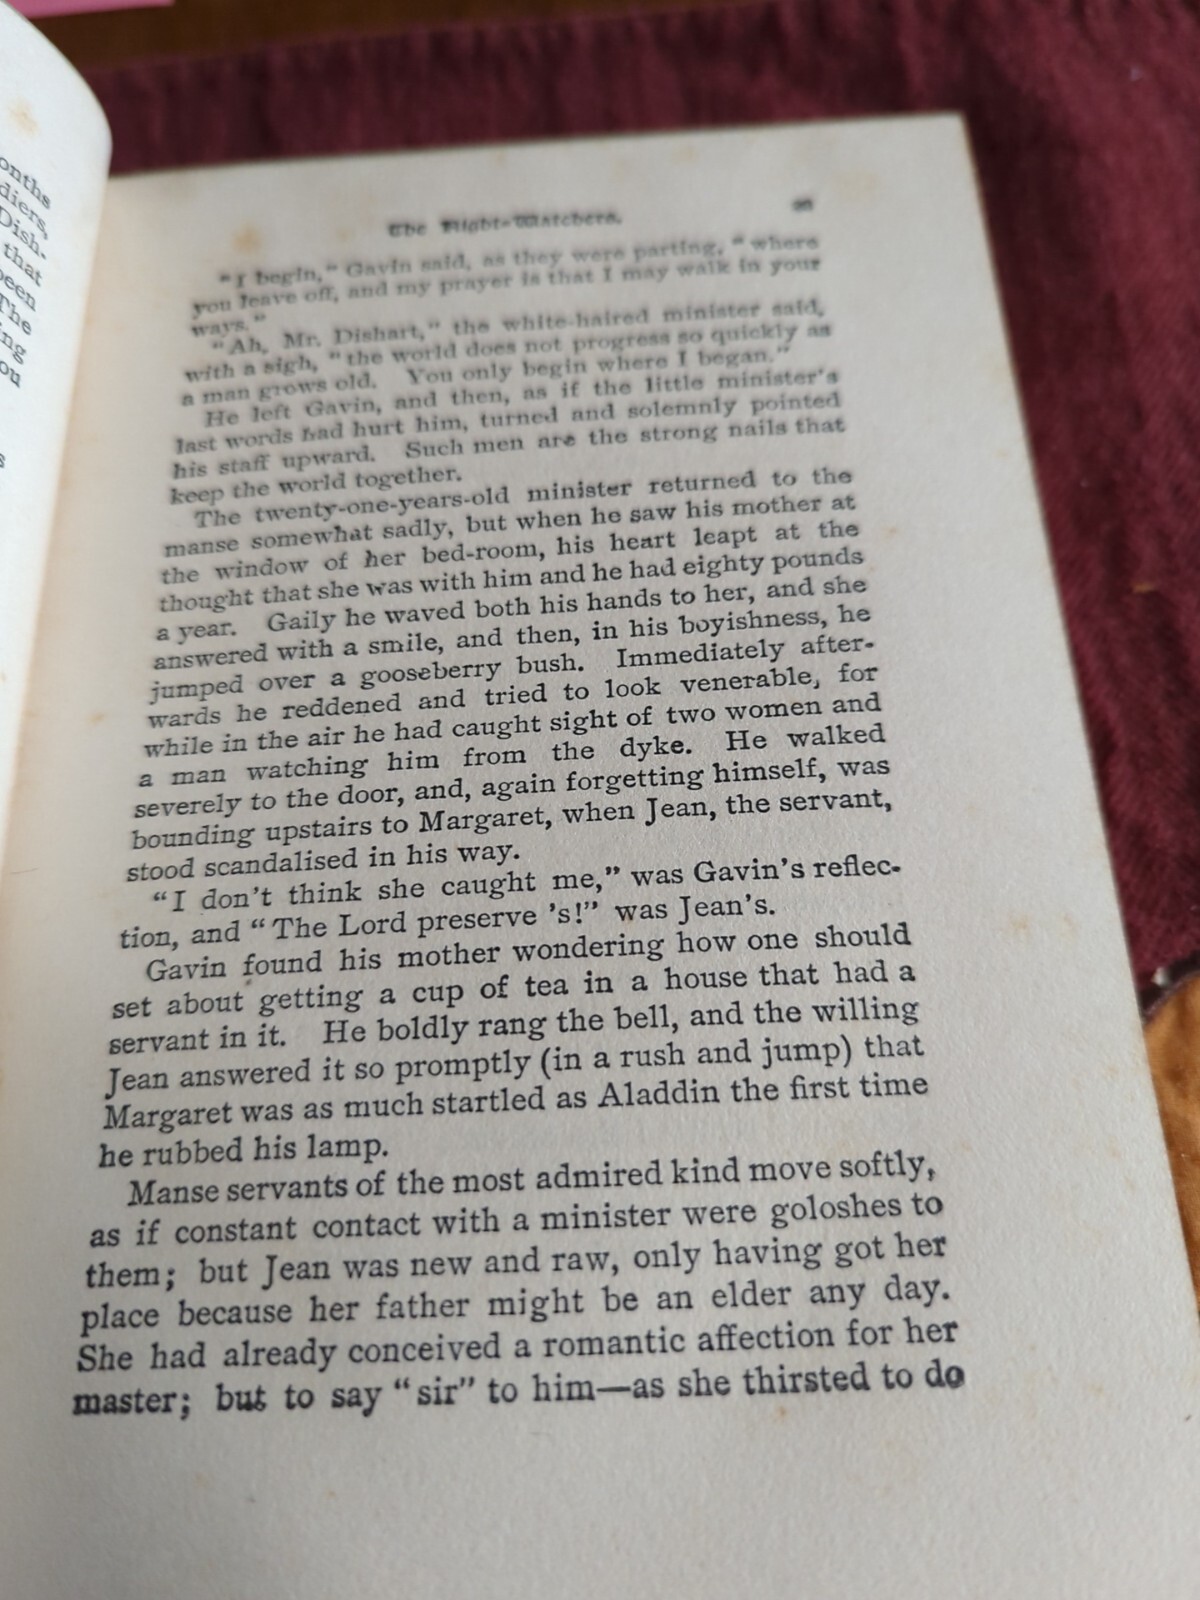 onths
diers,
Dish-
that
been
The
ing
ou
s
The Night-Watchers.
"I begin," Gavin said, as they were parting, "where
you leave off, and my prayer is that I may walk in your
ways."
"Ah, Mr. Dishart," the white-haired minister said,
with a sigh, "the world does not progress so quickly as
a man grows old. You only begin where I began."
He left Gavin, and then, as if the little minister's
last words had hurt him, turned and solemnly pointed
his staff upward. Such men are the strong nails that
keep the world together.
The twenty-one-years-old minister returned to the
manse somewhat sadly, but when he saw his mother at
the window of her bed-room, his heart leapt at the
thought that she was with him and he had eighty pounds
a year. Gaily he waved both his hands to her, and she
answered with a smile, and then, in his boyishness, he
jumped over a gooseberry bush. Immediately after-
wards he reddened and tried to look venerable, for
while in the air he had caught sight of two women and
a man watching him from the dyke. He walked
severely to the door, and, again forgetting himself, was
bounding upstairs to Margaret, when Jean, the servant,
stood scandalised in his way.
"I don't think she caught me," was Gavin's reflec-
tion, and "The Lord preserve 's!" was Jean's.
Gavin found his mother wondering how one should
set about getting a cup of tea in a house that had a
servant in it. He boldly rang the bell, and the willing
Jean answered it so promptly (in a rush and jump) that
Margaret was as much startled as Aladdin the first time
he rubbed his lamp.
Manse servants of the most admired kind move softly,
as if constant contact with a minister were goloshes to
them; but Jean was new and raw, only having got her
place because her father might be an elder any day.
She had already conceived a romantic affection for her
master; but to say "sir" to him—as she thirsted to do